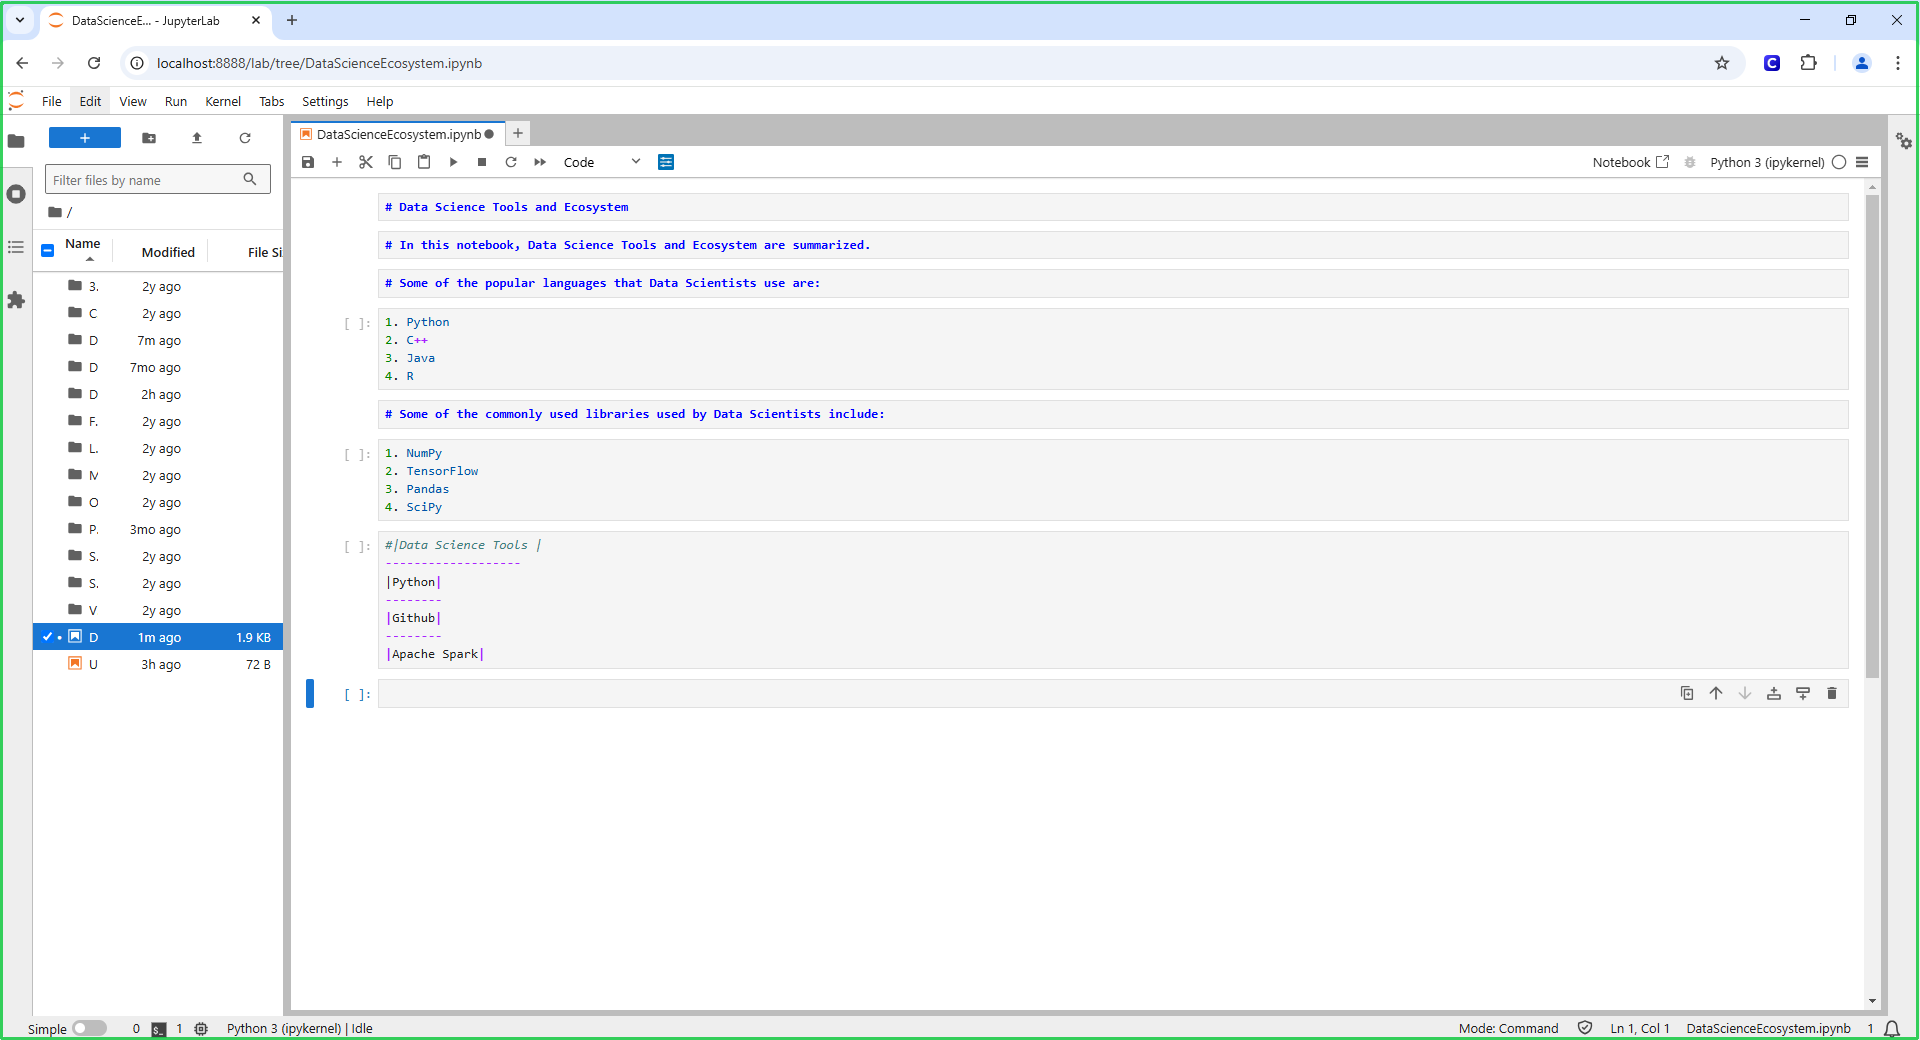 DataScienceE... - JupyterLab
localhost:8888/lab/tree/DataScienceEcosystem.ipynb
File Edit View Run Kernel Tabs Settings Help
DataScienceEcosystem.ipynb
Code
Notebook
Python 3 (ipykernel)
Filter files by name
/
Name Modified File Si
3. 2y ago
C 2y ago
D 7m ago
D 7mo ago
D 2h ago
F. 2y ago
L. 2y ago
M 2y ago
O 2y ago
P. 3mo ago
S. 2y ago
S. 2y ago
V 2y ago
D 1m ago 1.9 KB
U 3h ago 72 B
# Data Science Tools and Ecosystem
# In this notebook, Data Science Tools and Ecosystem are summarized.
# Some of the popular languages that Data Scientists use are:
[ ]:
1. Python
2. C++
3. Java
4. R
# Some of the commonly used libraries used by Data Scientists include:
[ ]:
1. NumPy
2. TensorFlow
3. Pandas
4. SciPy
[ ]:
#|Data Science Tools |
-------------------
|Python|
--------
|Github|
--------
|Apache Spark|
[ ]:
Simple 0 $_ 1 Python 3 (ipykernel) | Idle
Mode: Command Ln 1, Col 1 DataScienceEcosystem.ipynb 1